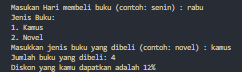 Masukan Hari membeli buku (contoh: senin) : rabu
Jenis Buku:
1. Kamus
2. Novel
Masukkan jenis buku yang dibeli (contoh: novel) : kamus
Jumlah buku yang dibeli: 4
Diskon yang kamu dapatkan adalah 12%